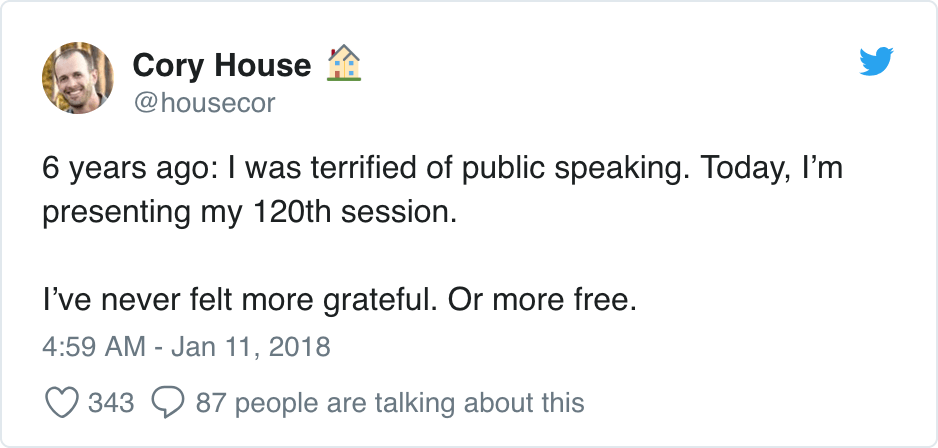 Cory House 🏠
@housecor
6 years ago: I was terrified of public speaking. Today, I’m
presenting my 120th session.
I’ve never felt more grateful. Or more free.
4:59 AM - Jan 11, 2018
343 87 people are talking about this